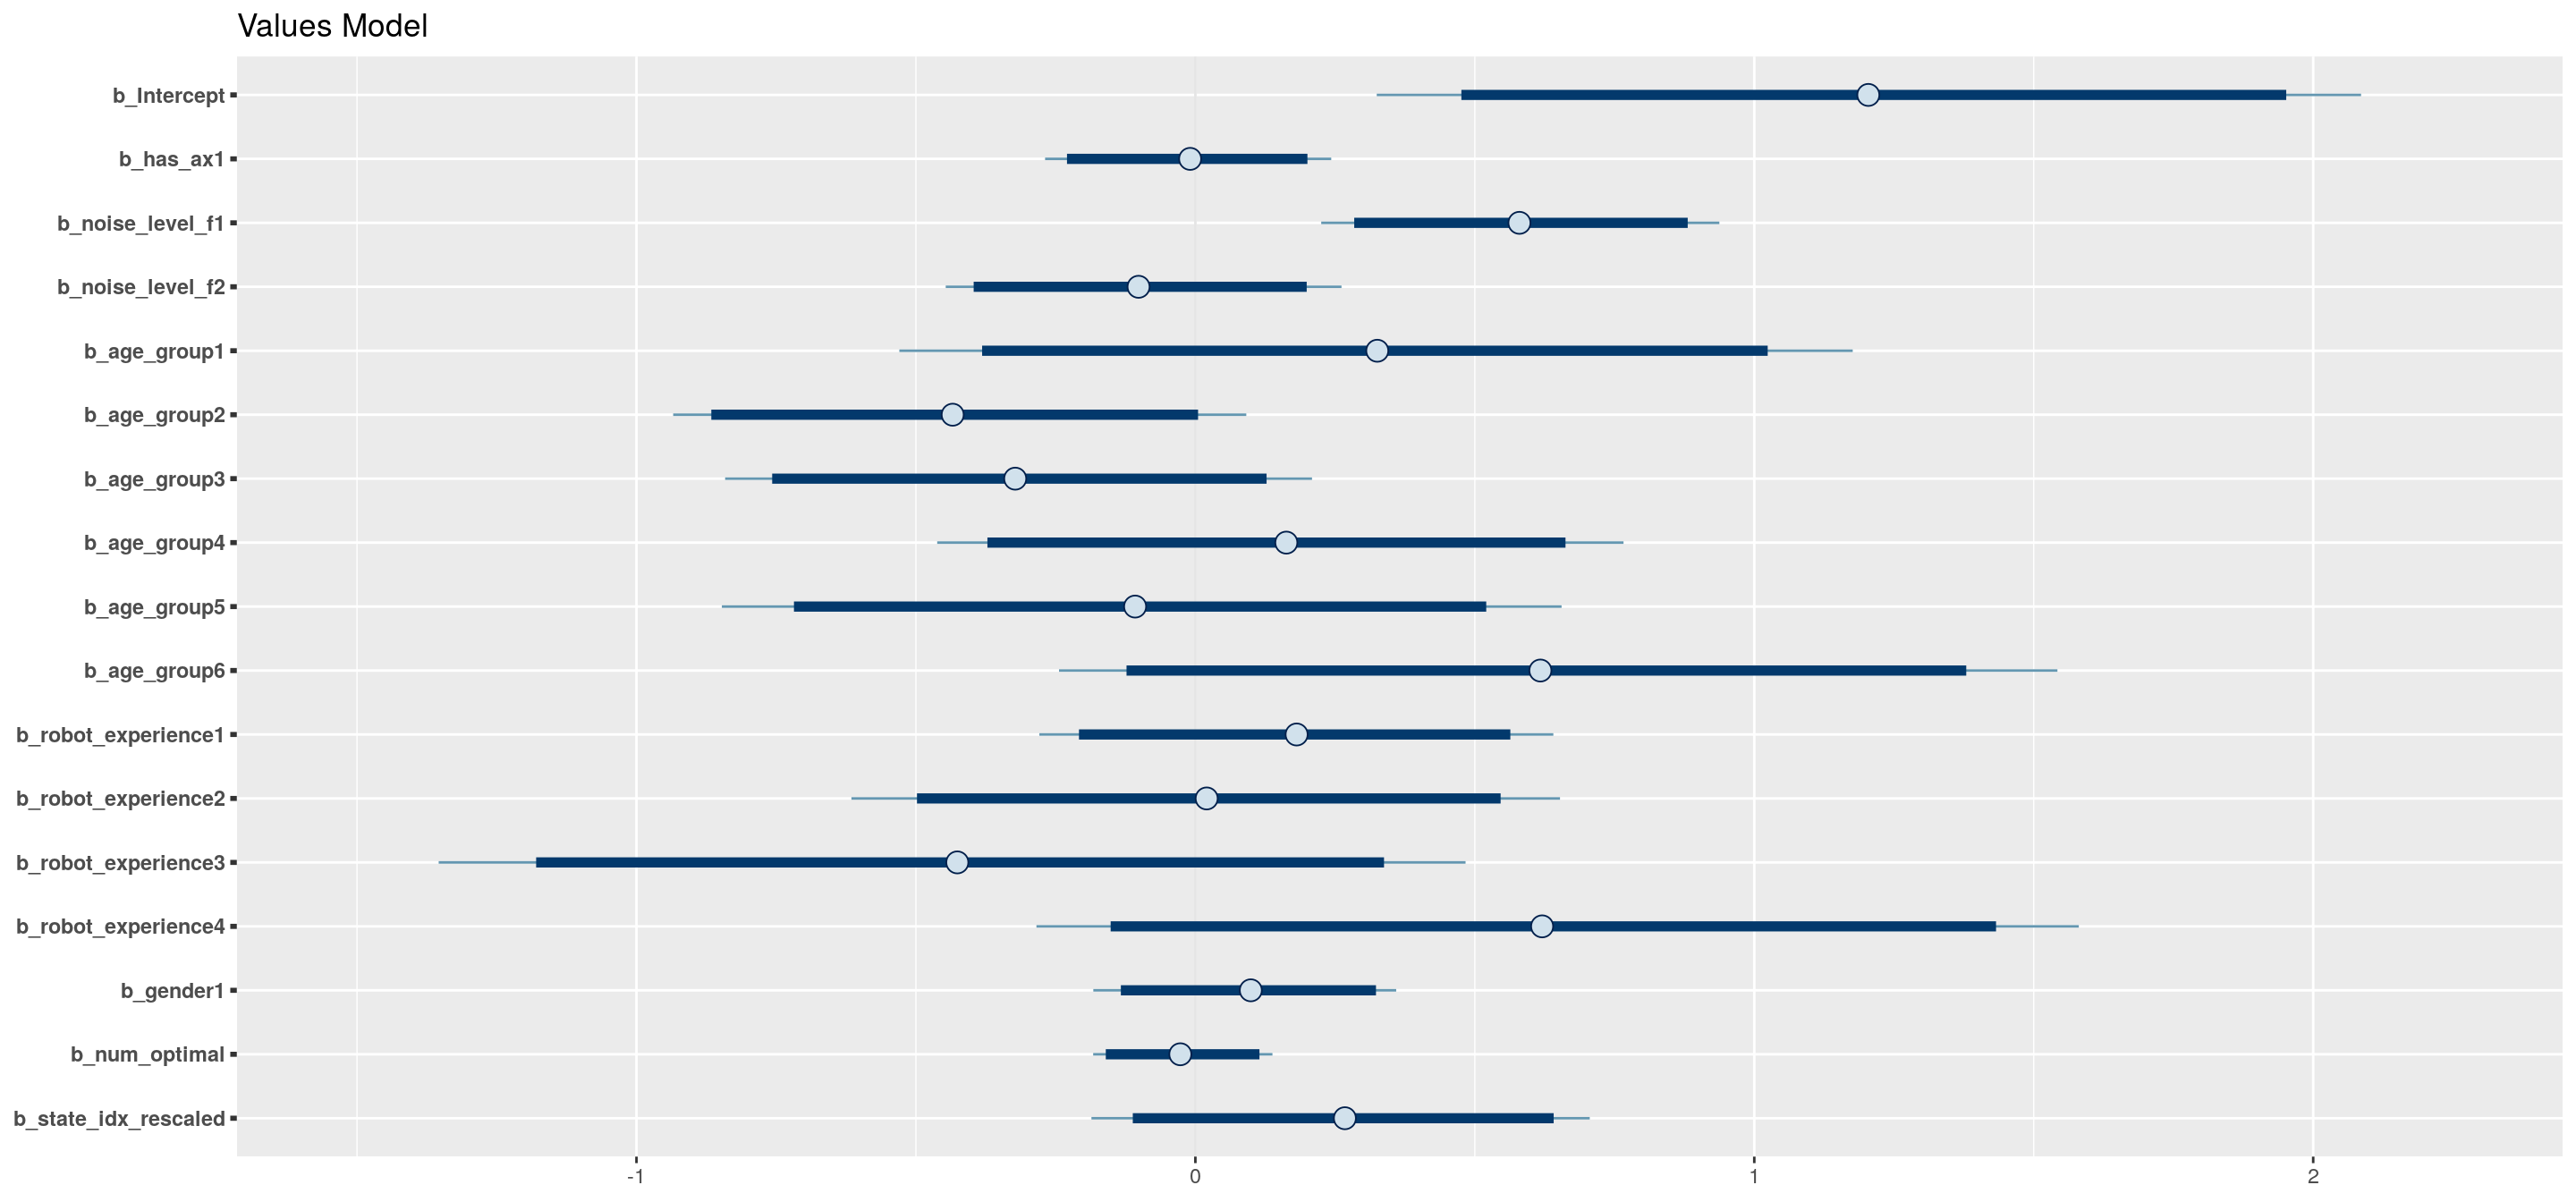 Values Model
b_Intercept
b_has_ax1
b_noise_level_f1
b_noise_level_f2
b_age_group1
b_age_group2
b_age_group3
b_age_group4
b_age_group5
b_age_group6
b_robot_experience1
b_robot_experience2
b_robot_experience3
b_robot_experience4
b_gender1
b_num_optimal
b_state_idx_rescaled
-1 0 1 2